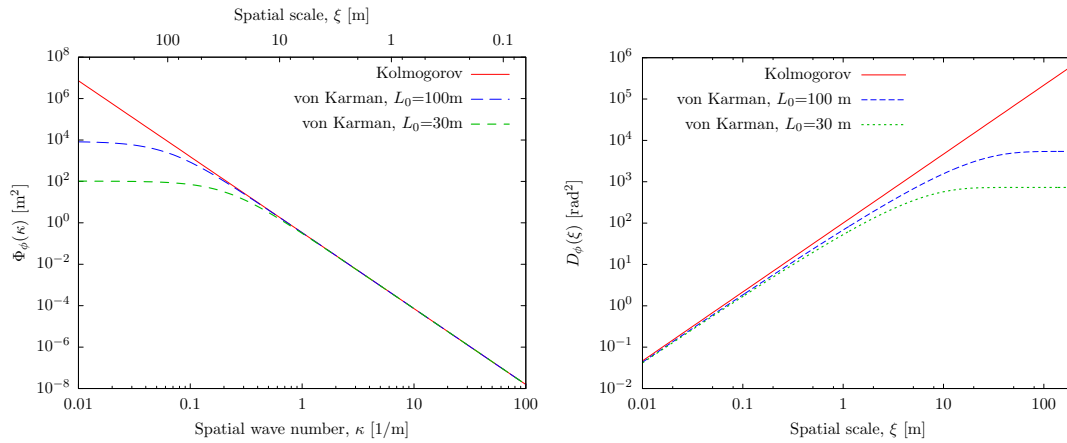 Spatial scale, ξ [m]
100 10 1 0.1
10^8
10^6
10^4
10^2
10^0
10^-2
10^-4
10^-6
10^-8
Φ_ϕ(κ) [m^2]
Kolmogorov
von Karman, L_0=100m
von Karman, L_0=30m
0.01 0.1 1 10 100
Spatial wave number, κ [1/m]
10^6
10^5
10^4
10^3
10^2
10^1
10^0
10^-1
10^-2
D_ϕ(ξ) [rad^2]
Kolmogorov
von Karman, L_0=100 m
von Karman, L_0=30 m
0.01 0.1 1 10 100
Spatial scale, ξ [m]